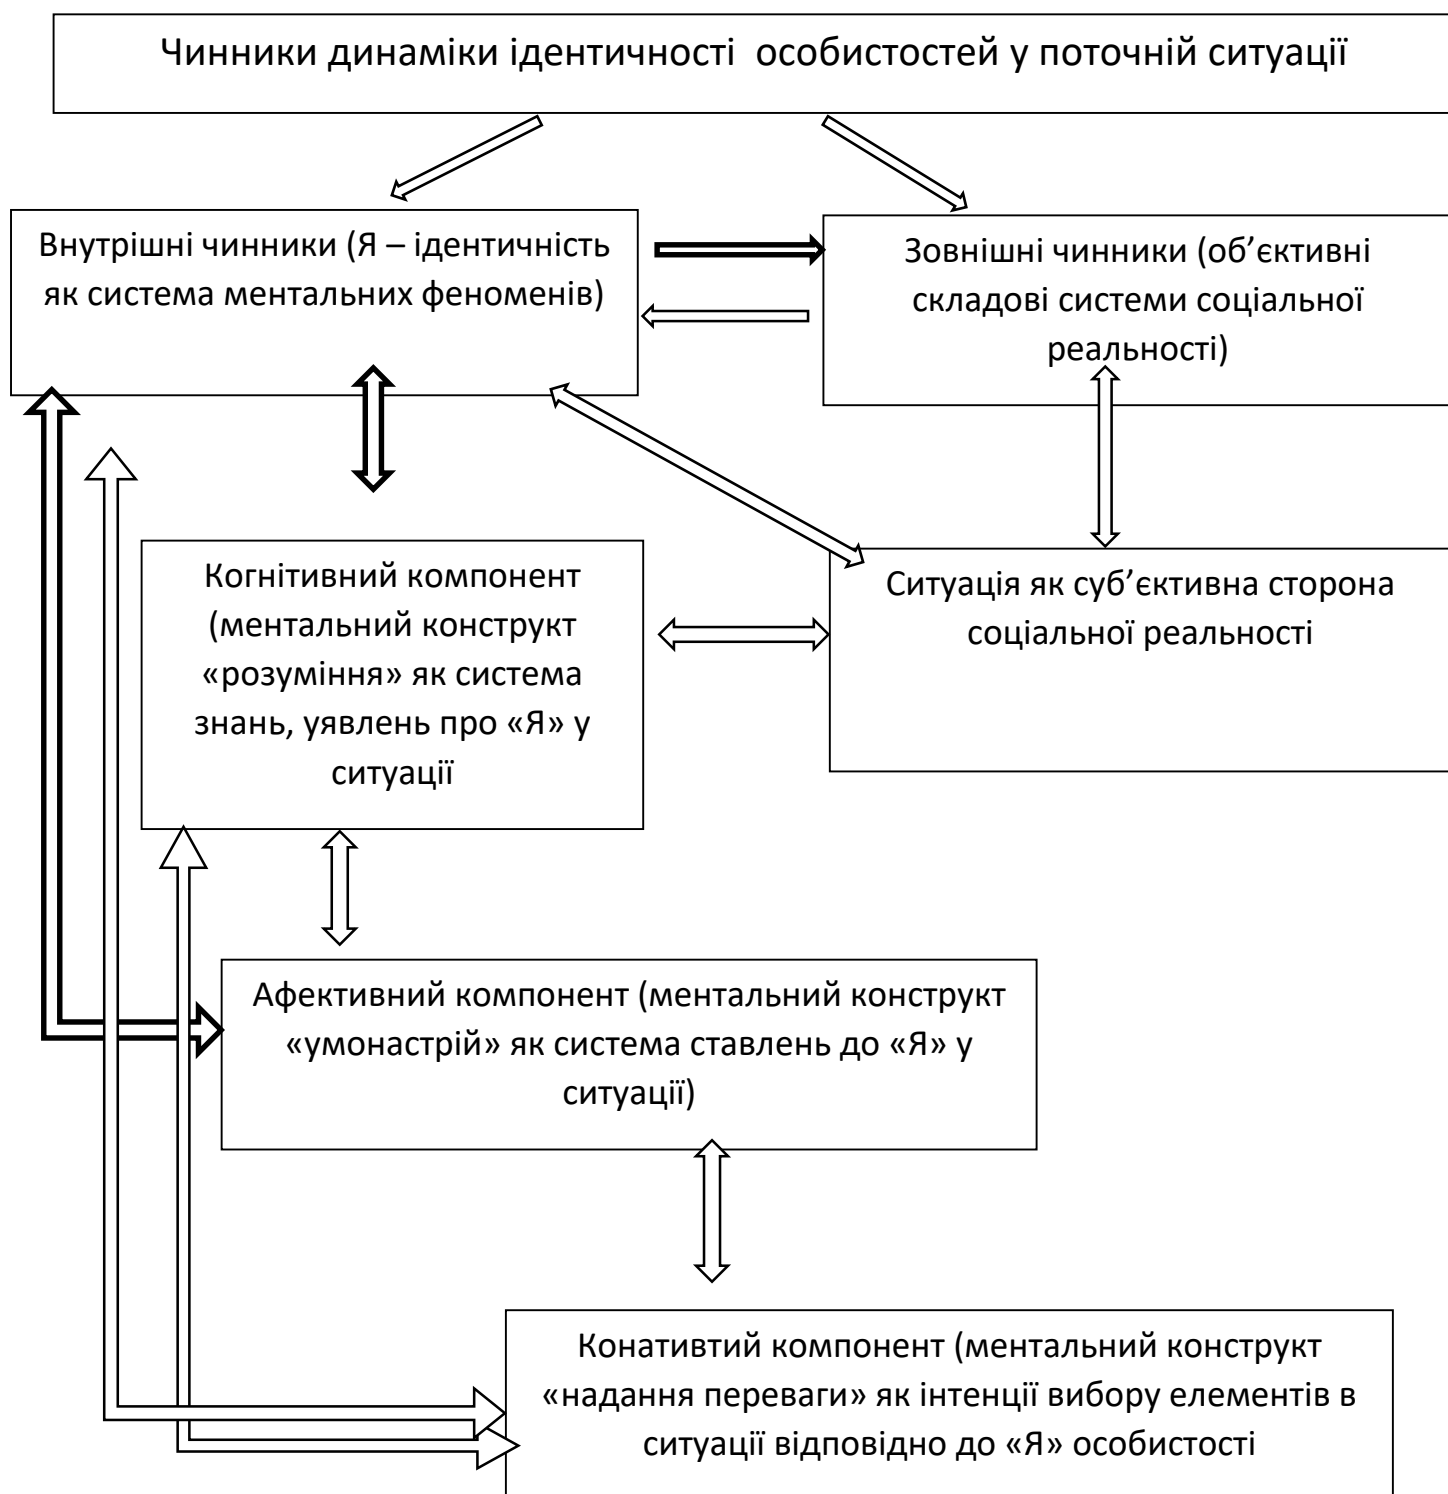 Чинники динаміки ідентичності особистостей у поточній ситуації
Внутрішні чинники (Я – ідентичність
як система ментальних феноменів)
Зовнішні чинники (об’єктивні
складові системи соціальної
реальності)
Когнітивний компонент
(ментальний конструкт
«розуміння» як система
знань, уявлень про «Я» у
ситуації
Ситуація як суб’єктивна сторона
соціальної реальності
Афективний компонент (ментальний конструкт
«умонастрій» як система ставлень до «Я» у
ситуації)
Конативтий компонент (ментальний конструкт
«надання переваги» як інтенції вибору елементів в
ситуації відповідно до «Я» особистості